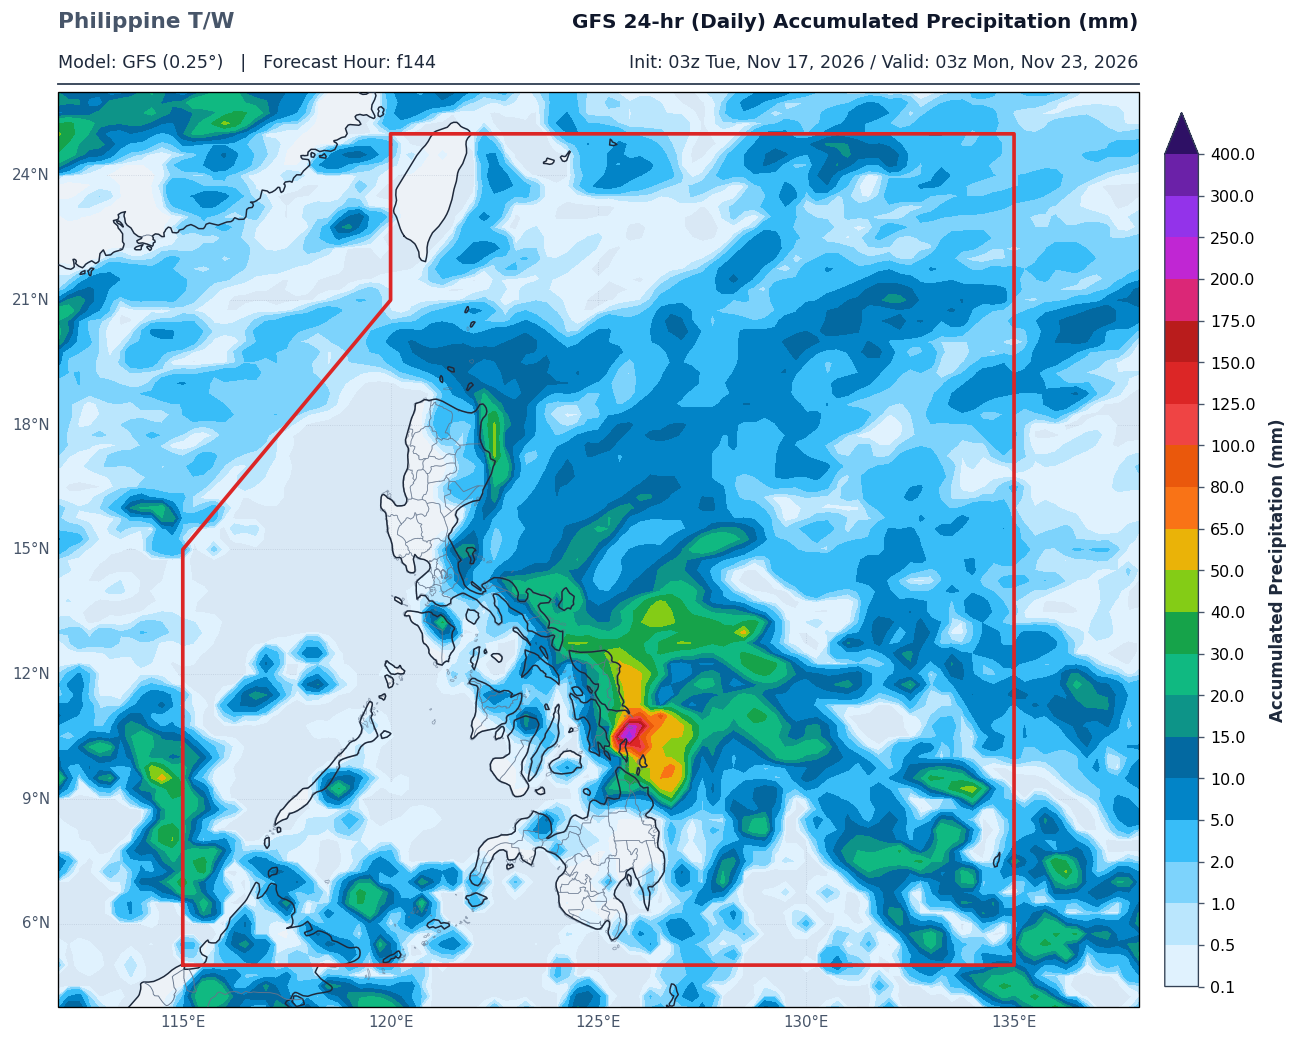 Philippine T/W
GFS 24-hr (Daily) Accumulated Precipitation (mm)
Model: GFS (0.25°) | Forecast Hour: f144
Init: 03z Tue, Nov 17, 2026 / Valid: 03z Mon, Nov 23, 2026
24°N
21°N
18°N
15°N
12°N
9°N
6°N
115°E
120°E
125°E
130°E
135°E
400.0
300.0
250.0
200.0
175.0
150.0
125.0
100.0
80.0
65.0
50.0
40.0
30.0
20.0
15.0
10.0
5.0
2.0
1.0
0.5
0.1
Accumulated Precipitation (mm)